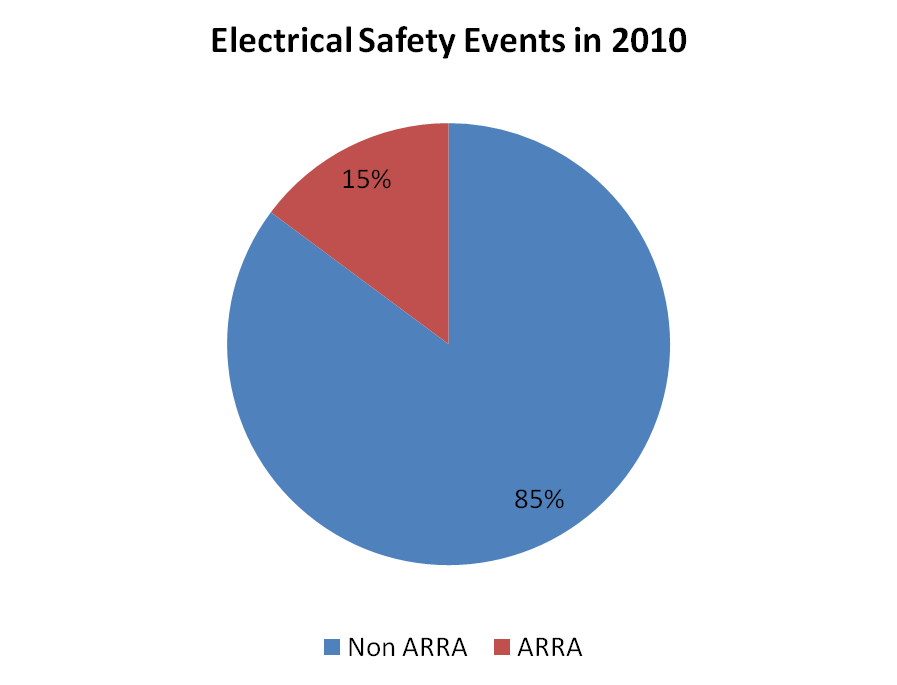 Electrical Safety Events in 2010
15%
85%
Non ARRA ARRA